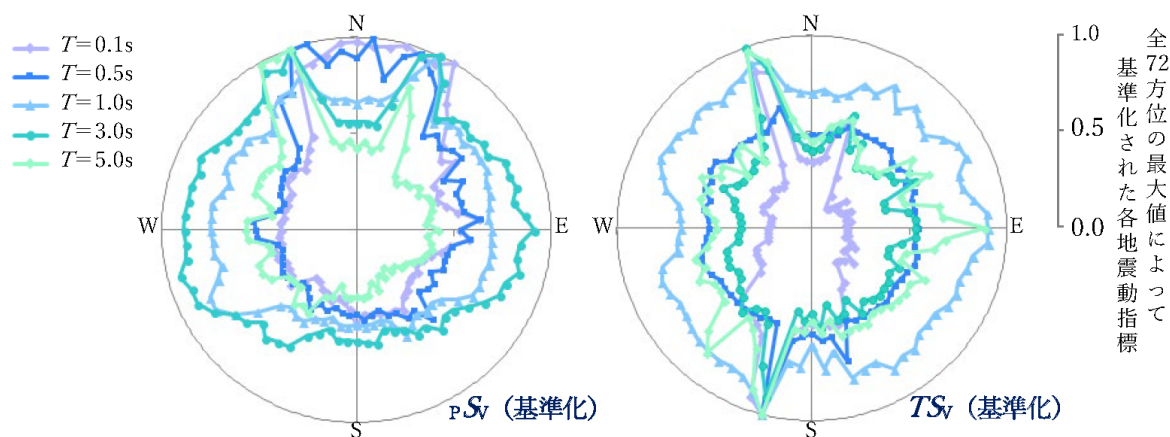 T=0.1s
T=0.5s
T=1.0s
T=3.0s
T=5.0s
N
W
E
S
PSV（基準化）
N
W
E
S
TSV（基準化）
1.0
0.5
0.0
全72方位の最大値によって
基準化された各地震動指標